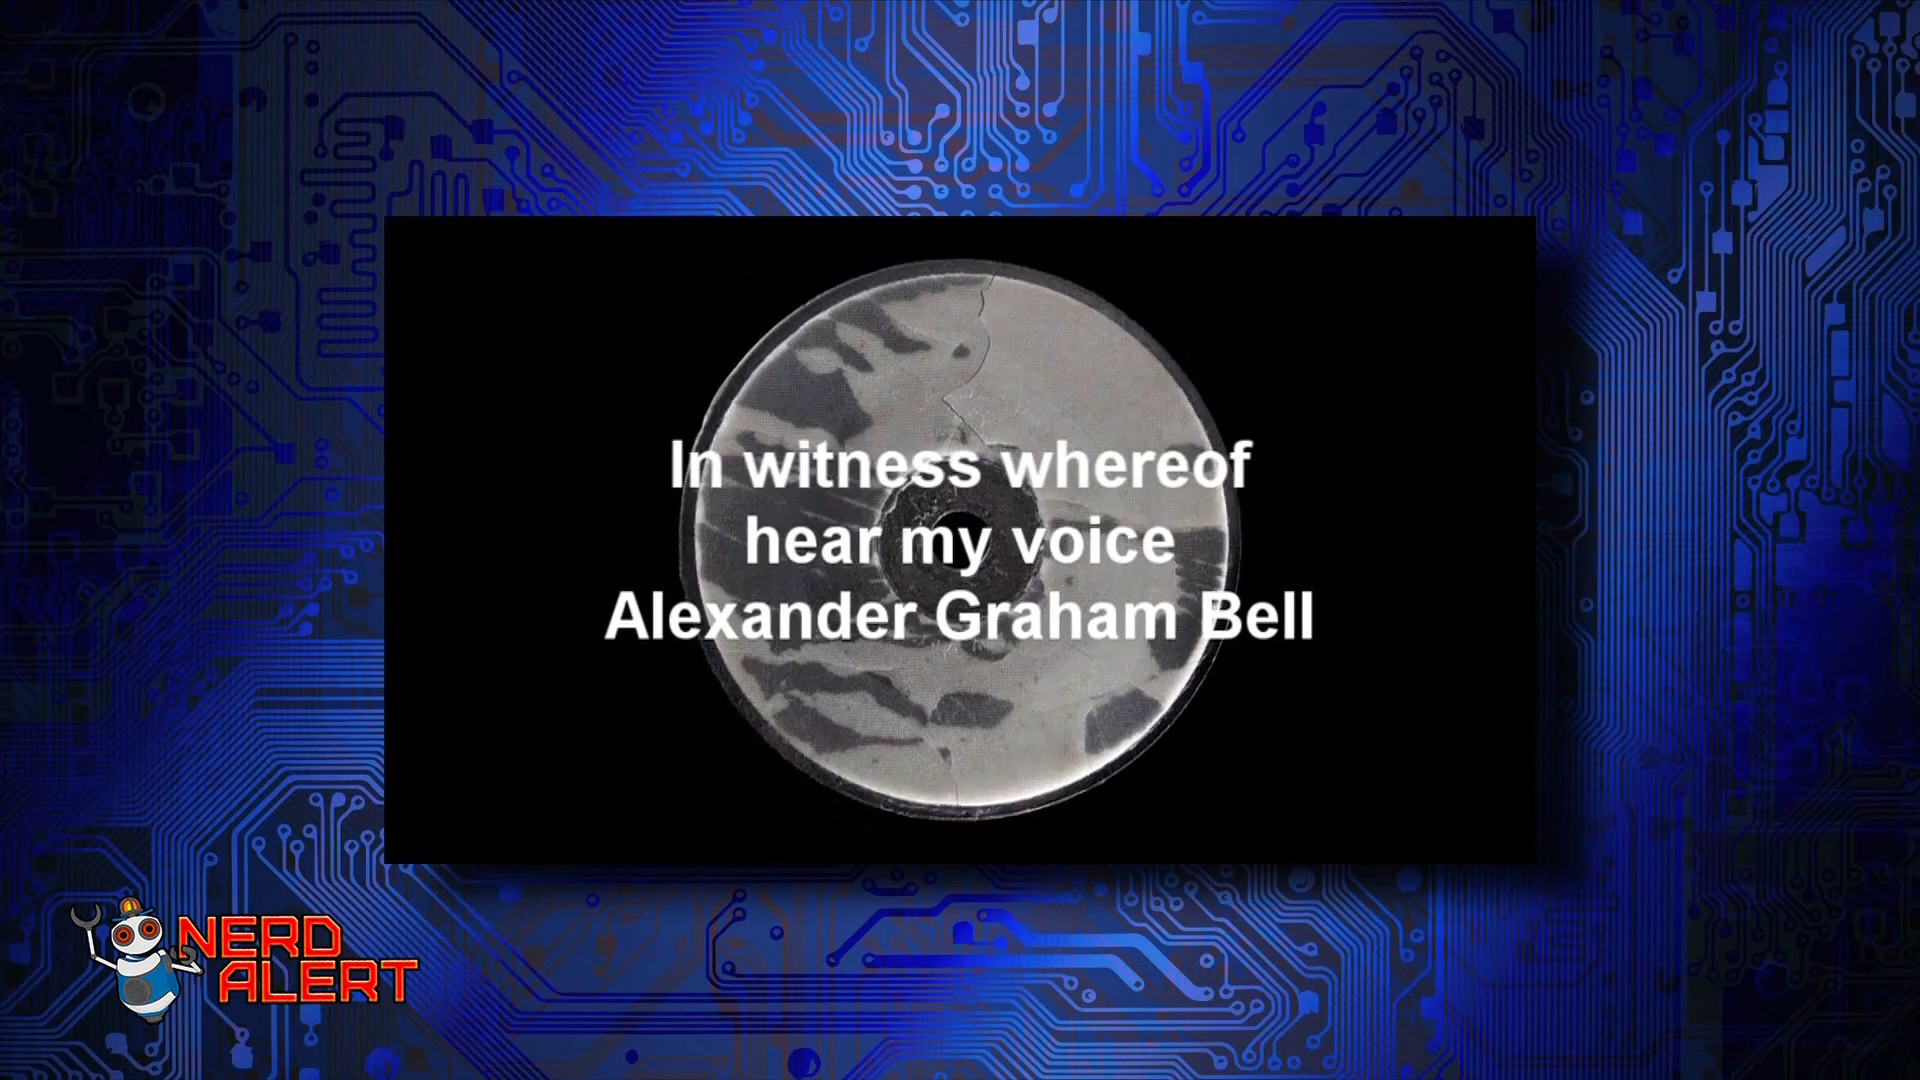 In witness whereof
hear my voice
Alexander Graham Bell
NERD
ALERT